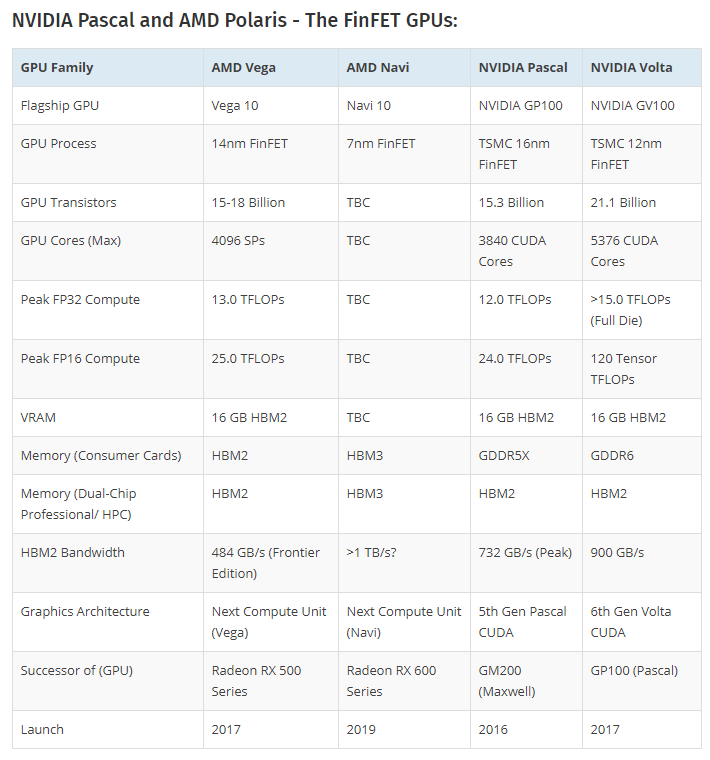 NVIDIA Pascal and AMD Polaris - The FinFET GPUs:
GPU Family AMD Vega AMD Navi NVIDIA Pascal NVIDIA Volta
Flagship GPU Vega 10 Navi 10 NVIDIA GP100 NVIDIA GV100
GPU Process 14nm FinFET 7nm FinFET TSMC 16nm TSMC 12nm
FinFET FinFET
GPU Transistors 15-18 Billion TBC 15.3 Billion 21.1 Billion
GPU Cores (Max) 4096 SPs TBC 3840 CUDA 5376 CUDA
Cores Cores
Peak FP32 Compute 13.0 TFLOPs TBC 12.0 TFLOPs >15.0 TFLOPs
(Full Die)
Peak FP16 Compute 25.0 TFLOPs TBC 24.0 TFLOPs 120 Tensor
TFLOPs
VRAM 16 GB HBM2 TBC 16 GB HBM2 16 GB HBM2
Memory (Consumer Cards) HBM2 HBM3 GDDR5X GDDR6
Memory (Dual-Chip HBM2 HBM3 HBM2 HBM2
Professional/ HPC)
HBM2 Bandwidth 484 GB/s (Frontier >1 TB/s? 732 GB/s (Peak) 900 GB/s
Edition)
Graphics Architecture Next Compute Unit Next Compute Unit 5th Gen Pascal 6th Gen Volta
(Vega) (Navi) CUDA CUDA
Successor of (GPU) Radeon RX 500 Radeon RX 600 GM200 GP100 (Pascal)
Series Series (Maxwell)
Launch 2017 2019 2016 2017